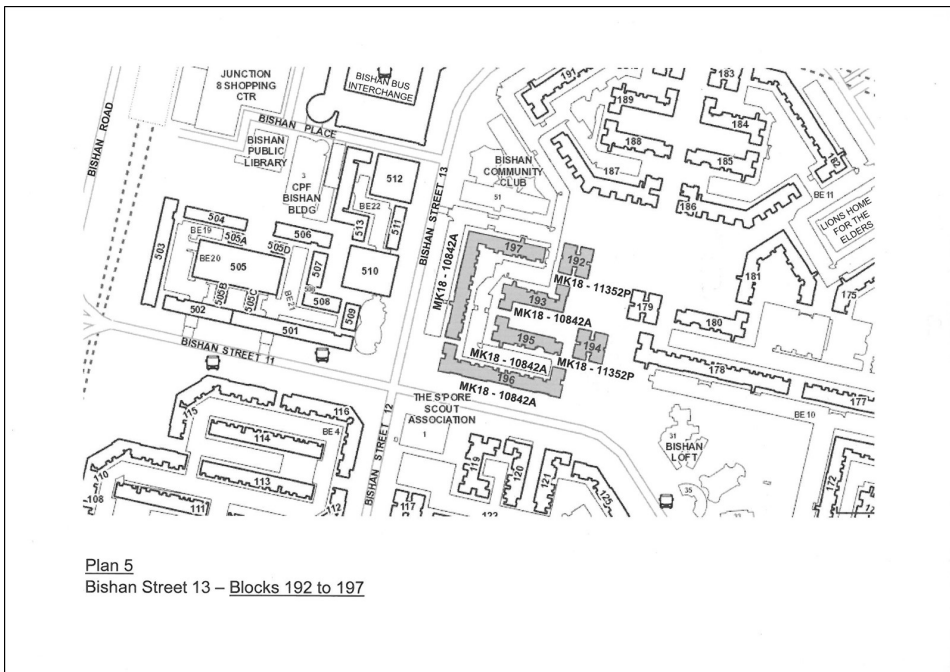 JUNCTION
8 SHOPPING
CTR
BISHAN BUS
INTERCHANGE
BISHAN ROAD
BISHAN PLACE
BISHAN
PUBLIC
LIBRARY
3
CPF
BISHAN
BLDG
512
BE22
513
511
BISHAN STREET 13
BISHAN
COMMUNITY
CLUB
51
191
189
188
187
183
184
185
186
182
BE 11
LIONS HOME
FOR THE
ELDERS
503
504
BE19
505A
505D
506
BE20
505
507
510
505B
505C
BE21
508
509
502
501
MK18 - 10842A
197
192
MK18 - 11352P
193
MK18 - 10842A
195
194
MK18 - 10842A
MK18 - 11352P
196
MK18 - 10842A
179
180
181
175
178
177
BE 10
BISHAN STREET 11
THE S'PORE
SCOUT
ASSOCIATION
1
BISHAN STREET 12
115
116
114
BE 4
113
110
108
111
112
117
119
120
121
125
122
31
BISHAN
LOFT
35
172
Plan 5
Bishan Street 13 – Blocks 192 to 197